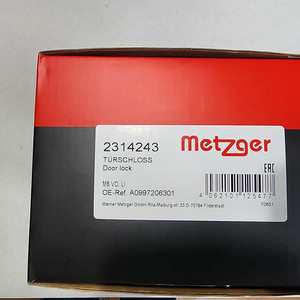 metzger
2314243
TÜRSCHLOSS
Door lock
EAC
MB VO. LI.
OE-Ref. A0997206301
4 062101 125477
Werner Metzger GmbH Rita-Maiburg-str.33 D-70794 Filderstadt
70651